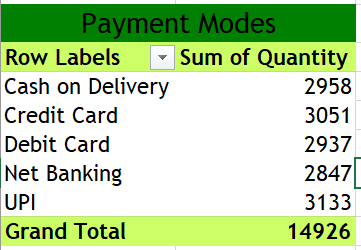 Payment Modes
Row Labels Sum of Quantity
Cash on Delivery 2958
Credit Card 3051
Debit Card 2937
Net Banking 2847
UPI 3133
Grand Total 14926